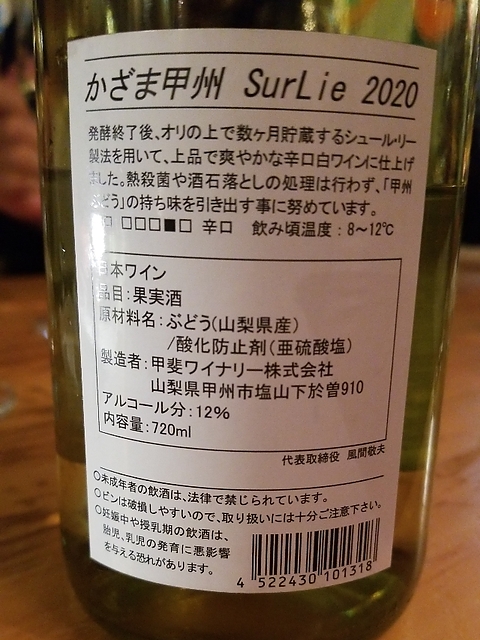 かざま甲州 SurLie 2020
発酵終了後、オリの上で数ヶ月貯蔵するシュール・リー
製法を用いて、上品で爽やかな辛口白ワインに仕上げ
ました。熱殺菌や酒石落としの処理は行わず、「甲州
ぶどう」の持ち味を引き出す事に努めています。
口 □□□■□ 辛口 飲み頃温度：8～12℃
日本ワイン
品目：果実酒
原材料名：ぶどう（山梨県産）
/酸化防止剤（亜硫酸塩）
製造者：甲斐ワイナリー株式会社
山梨県甲州市塩山下於曽910
アルコール分：12%
内容量：720ml
代表取締役 風間敬夫
○未成年者の飲酒は、法律で禁じられています。
○ビンは破損しやすいので、取り扱いには十分ご注意下さい。
○妊娠中や授乳期の飲酒は、
胎児、乳児の発育に悪影響
を与える恐れがあります。
4 522430 101318